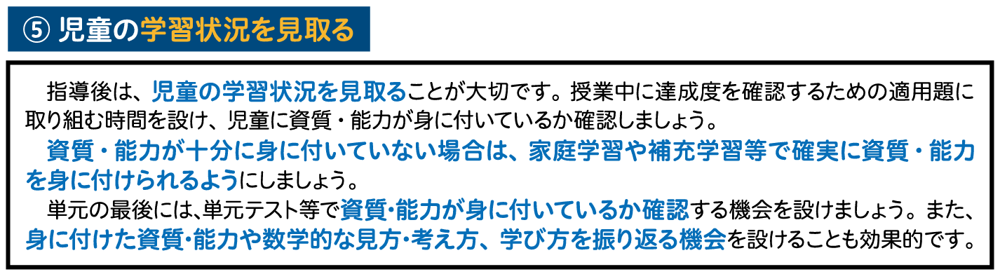 ⑤ 児童の学習状況を見取る
　指導後は、児童の学習状況を見取ることが大切です。授業中に達成度を確認するための適用題に
取り組む時間を設け、児童に資質・能力が身に付いているか確認しましょう。
　資質・能力が十分に身に付いていない場合は、家庭学習や補充学習等で確実に資質・能力
を身に付けられるようにしましょう。
　単元の最後には、単元テスト等で資質・能力が身に付いているか確認する機会を設けましょう。また、
身に付けた資質・能力や数学的な見方・考え方、学び方を振り返る機会を設けることも効果的です。